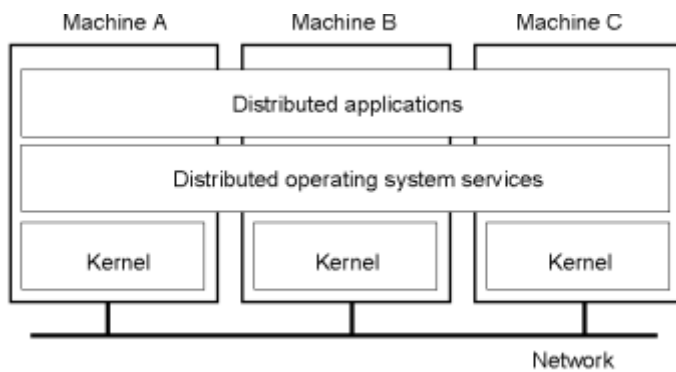 Machine A Machine B Machine C
Distributed applications
Distributed operating system services
Kernel Kernel Kernel
Network